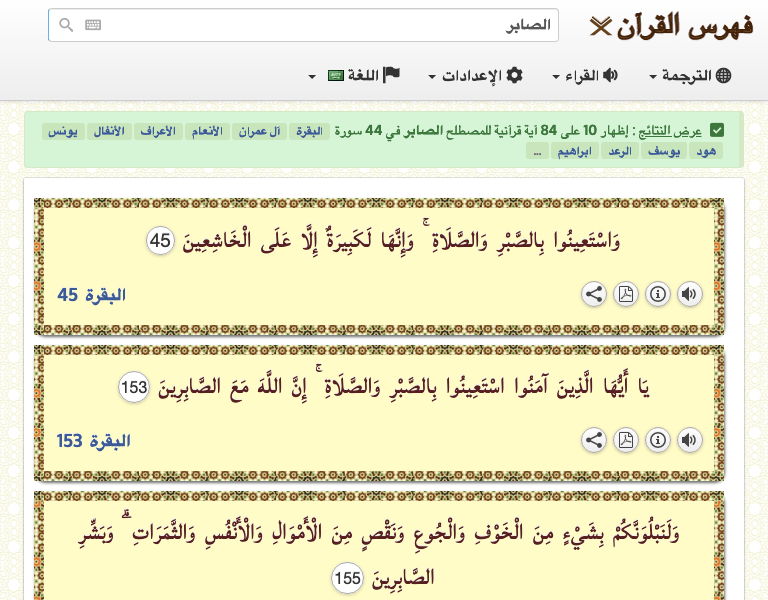 فهرس القرآن
الصابر
الترجمة القراء الإعدادات اللغة
عرض النتائج : إظهار 10 على 84 آية قرآنية للمصطلح الصابر في 44 سورة البقرة آل عمران الأنعام الأعراف الأنفال يونس
هود يوسف الرعد ابراهيم ...
وَاسْتَعِينُوا بِالصَّبْرِ وَالصَّلَاةِ ۚ وَإِنَّهَا لَكَبِيرَةٌ إِلَّا عَلَى الْخَاشِعِينَ 45
البقرة 45
يَا أَيُّهَا الَّذِينَ آمَنُوا اسْتَعِينُوا بِالصَّبْرِ وَالصَّلَاةِ ۚ إِنَّ اللَّهَ مَعَ الصَّابِرِينَ 153
البقرة 153
وَلَنَبْلُوَنَّكُمْ بِشَيْءٍ مِنَ الْخَوْفِ وَالْجُوعِ وَنَقْصٍ مِنَ الْأَمْوَالِ وَالْأَنْفُسِ وَالثَّمَرَاتِ ۗ وَبَشِّرِ
الصَّابِرِينَ 155